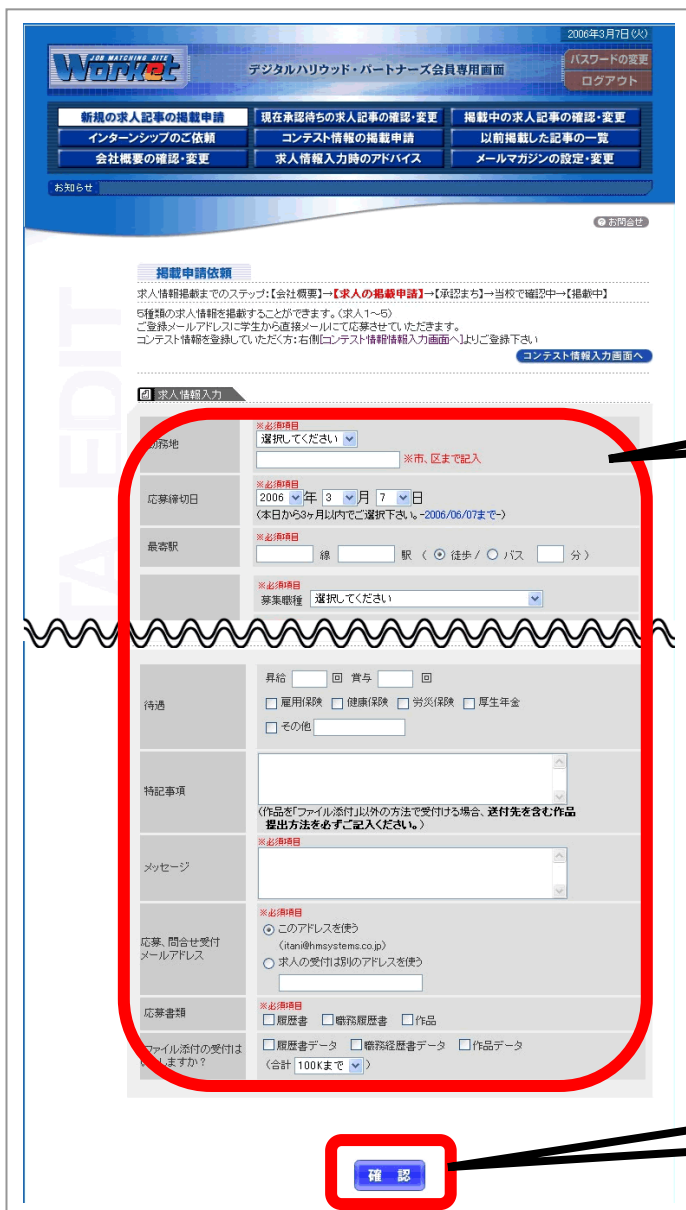 2006年3月7日(火)
JOB MATCHING SITE
Worket
デジタルハリウッド・パートナーズ会員専用画面
パスワードの変更
ログアウト
新規の求人記事の掲載申請
現在承認待ちの求人記事の確認・変更
掲載中の求人記事の確認・変更
インターンシップのご依頼
コンテスト情報の掲載申請
以前掲載した記事の一覧
会社概要の確認・変更
求人情報入力時のアドバイス
メールマガジンの設定・変更
お知らせ
お問合せ
掲載申請依頼
求人情報掲載までのステップ:【会社概要】→【求人の掲載申請】→【承認まち】→当校で確認中→【掲載中】
5種類の求人情報を掲載することができます。(求人1~5)
ご登録メールアドレスに学生から直接メールにて応募させていただきます。
コンテスト情報を登録していただく方:右側[コンテスト情報情報入力画面へ]よりご登録下さい
コンテスト情報入力画面へ
求人情報入力
勤務地
※必須項目
選択してください
※市、区まで記入
応募締切日
※必須項目
2006 年 3 月 7 日
(本日から3ヶ月以内でご選択下さい。-2006/06/07まで-)
最寄駅
※必須項目
線 駅 ( 徒歩 / バス 分 )
※必須項目
募集職種 選択してください
待遇
昇給 回 賞与 回
雇用保険 健康保険 労災保険 厚生年金
その他
特記事項
(作品を「ファイル添付」以外の方法で受付ける場合、送付先を含む作品
提出方法を必ずご記入ください。)
メッセージ
※必須項目
応募、問合せ受付
メールアドレス
※必須項目
このアドレスを使う
(itani@hmsystems.co.jp)
求人の受付は別のアドレスを使う
応募書類
※必須項目
履歴書 職務履歴書 作品
ファイル添付の受付は
しますか?
履歴書データ 職務経歴書データ 作品データ
(合計 100Kまで )
確 認
TA EDIT